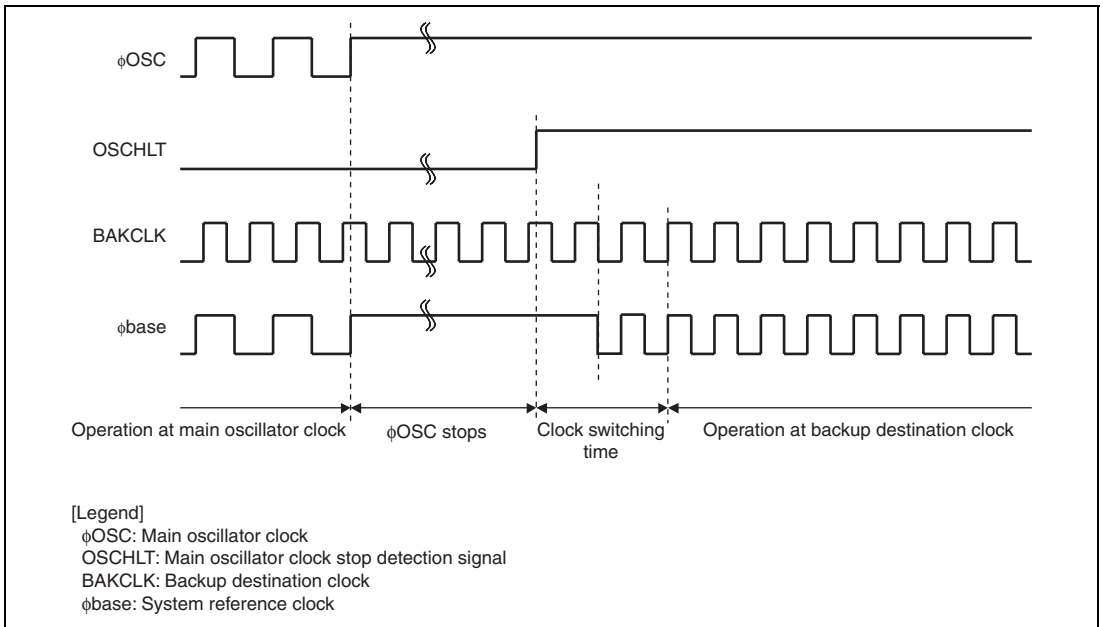 φOSC
OSCHLT
BAKCLK
φbase
Operation at main oscillator clock
φOSC stops
Clock switching
time
Operation at backup destination clock
[Legend]
φOSC: Main oscillator clock
OSCHLT: Main oscillator clock stop detection signal
BAKCLK: Backup destination clock
φbase: System reference clock